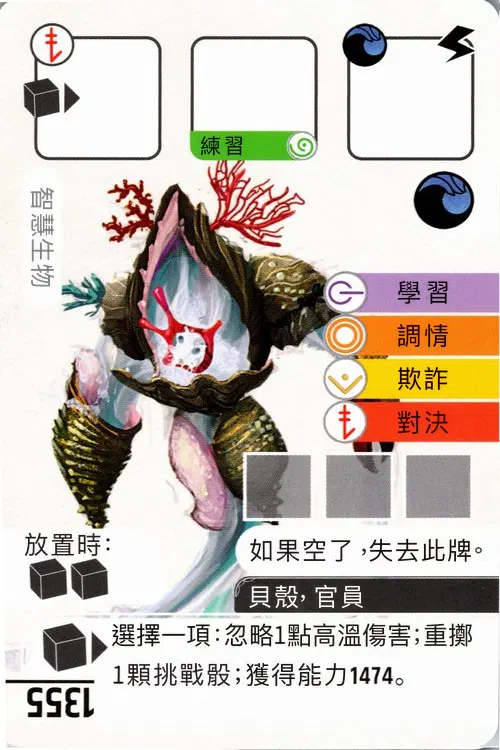 練習
智慧生物
學習
調情
欺詐
對決
放置時:
如果空了,失去此牌。
貝殼,官員
選擇一項:忽略1點高溫傷害;重擲
1顆挑戰骰;獲得能力1474。
1355